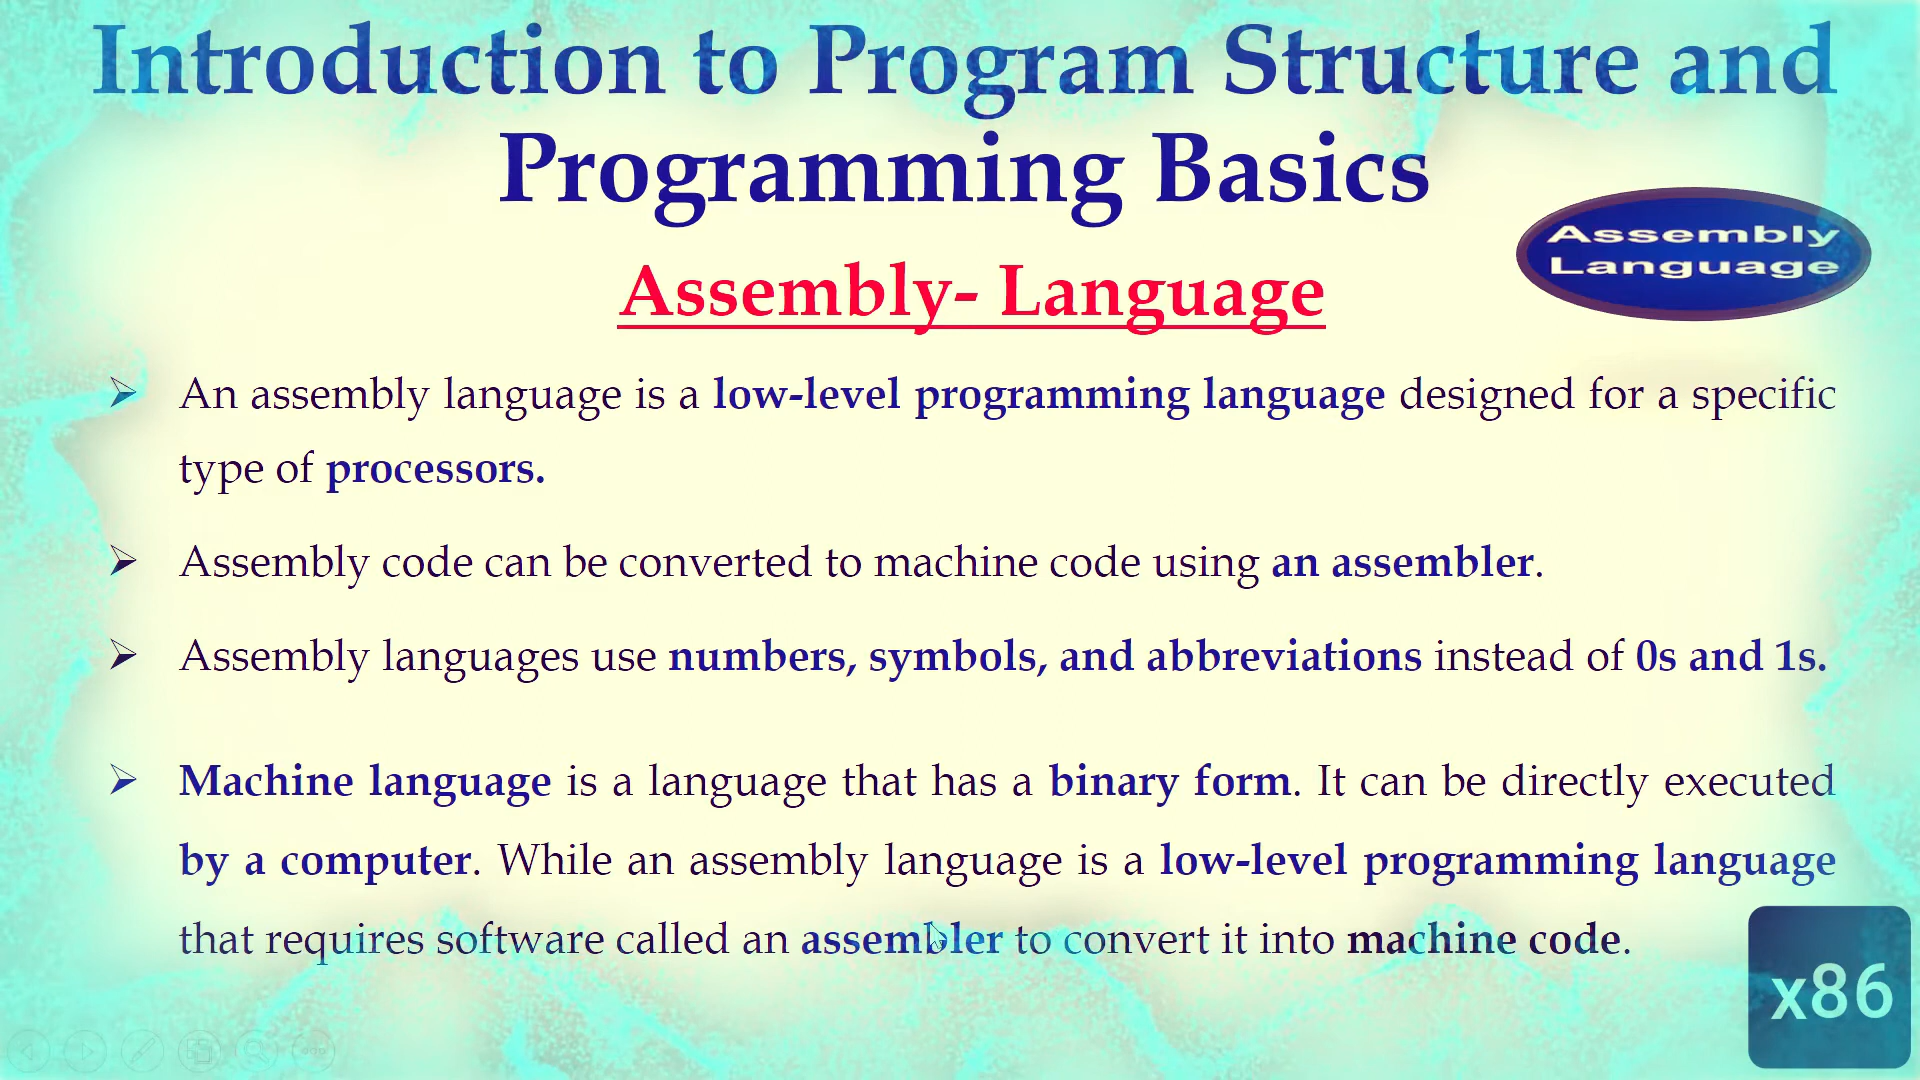 Introduction to Program Structure and
Programming Basics
Assembly
Language
Assembly- Language
An assembly language is a low-level programming language designed for a specific
type of processors.
Assembly code can be converted to machine code using an assembler.
Assembly languages use numbers, symbols, and abbreviations instead of 0s and 1s.
Machine language is a language that has a binary form. It can be directly executed
by a computer. While an assembly language is a low-level programming language
that requires software called an assembler to convert it into machine code.
x86